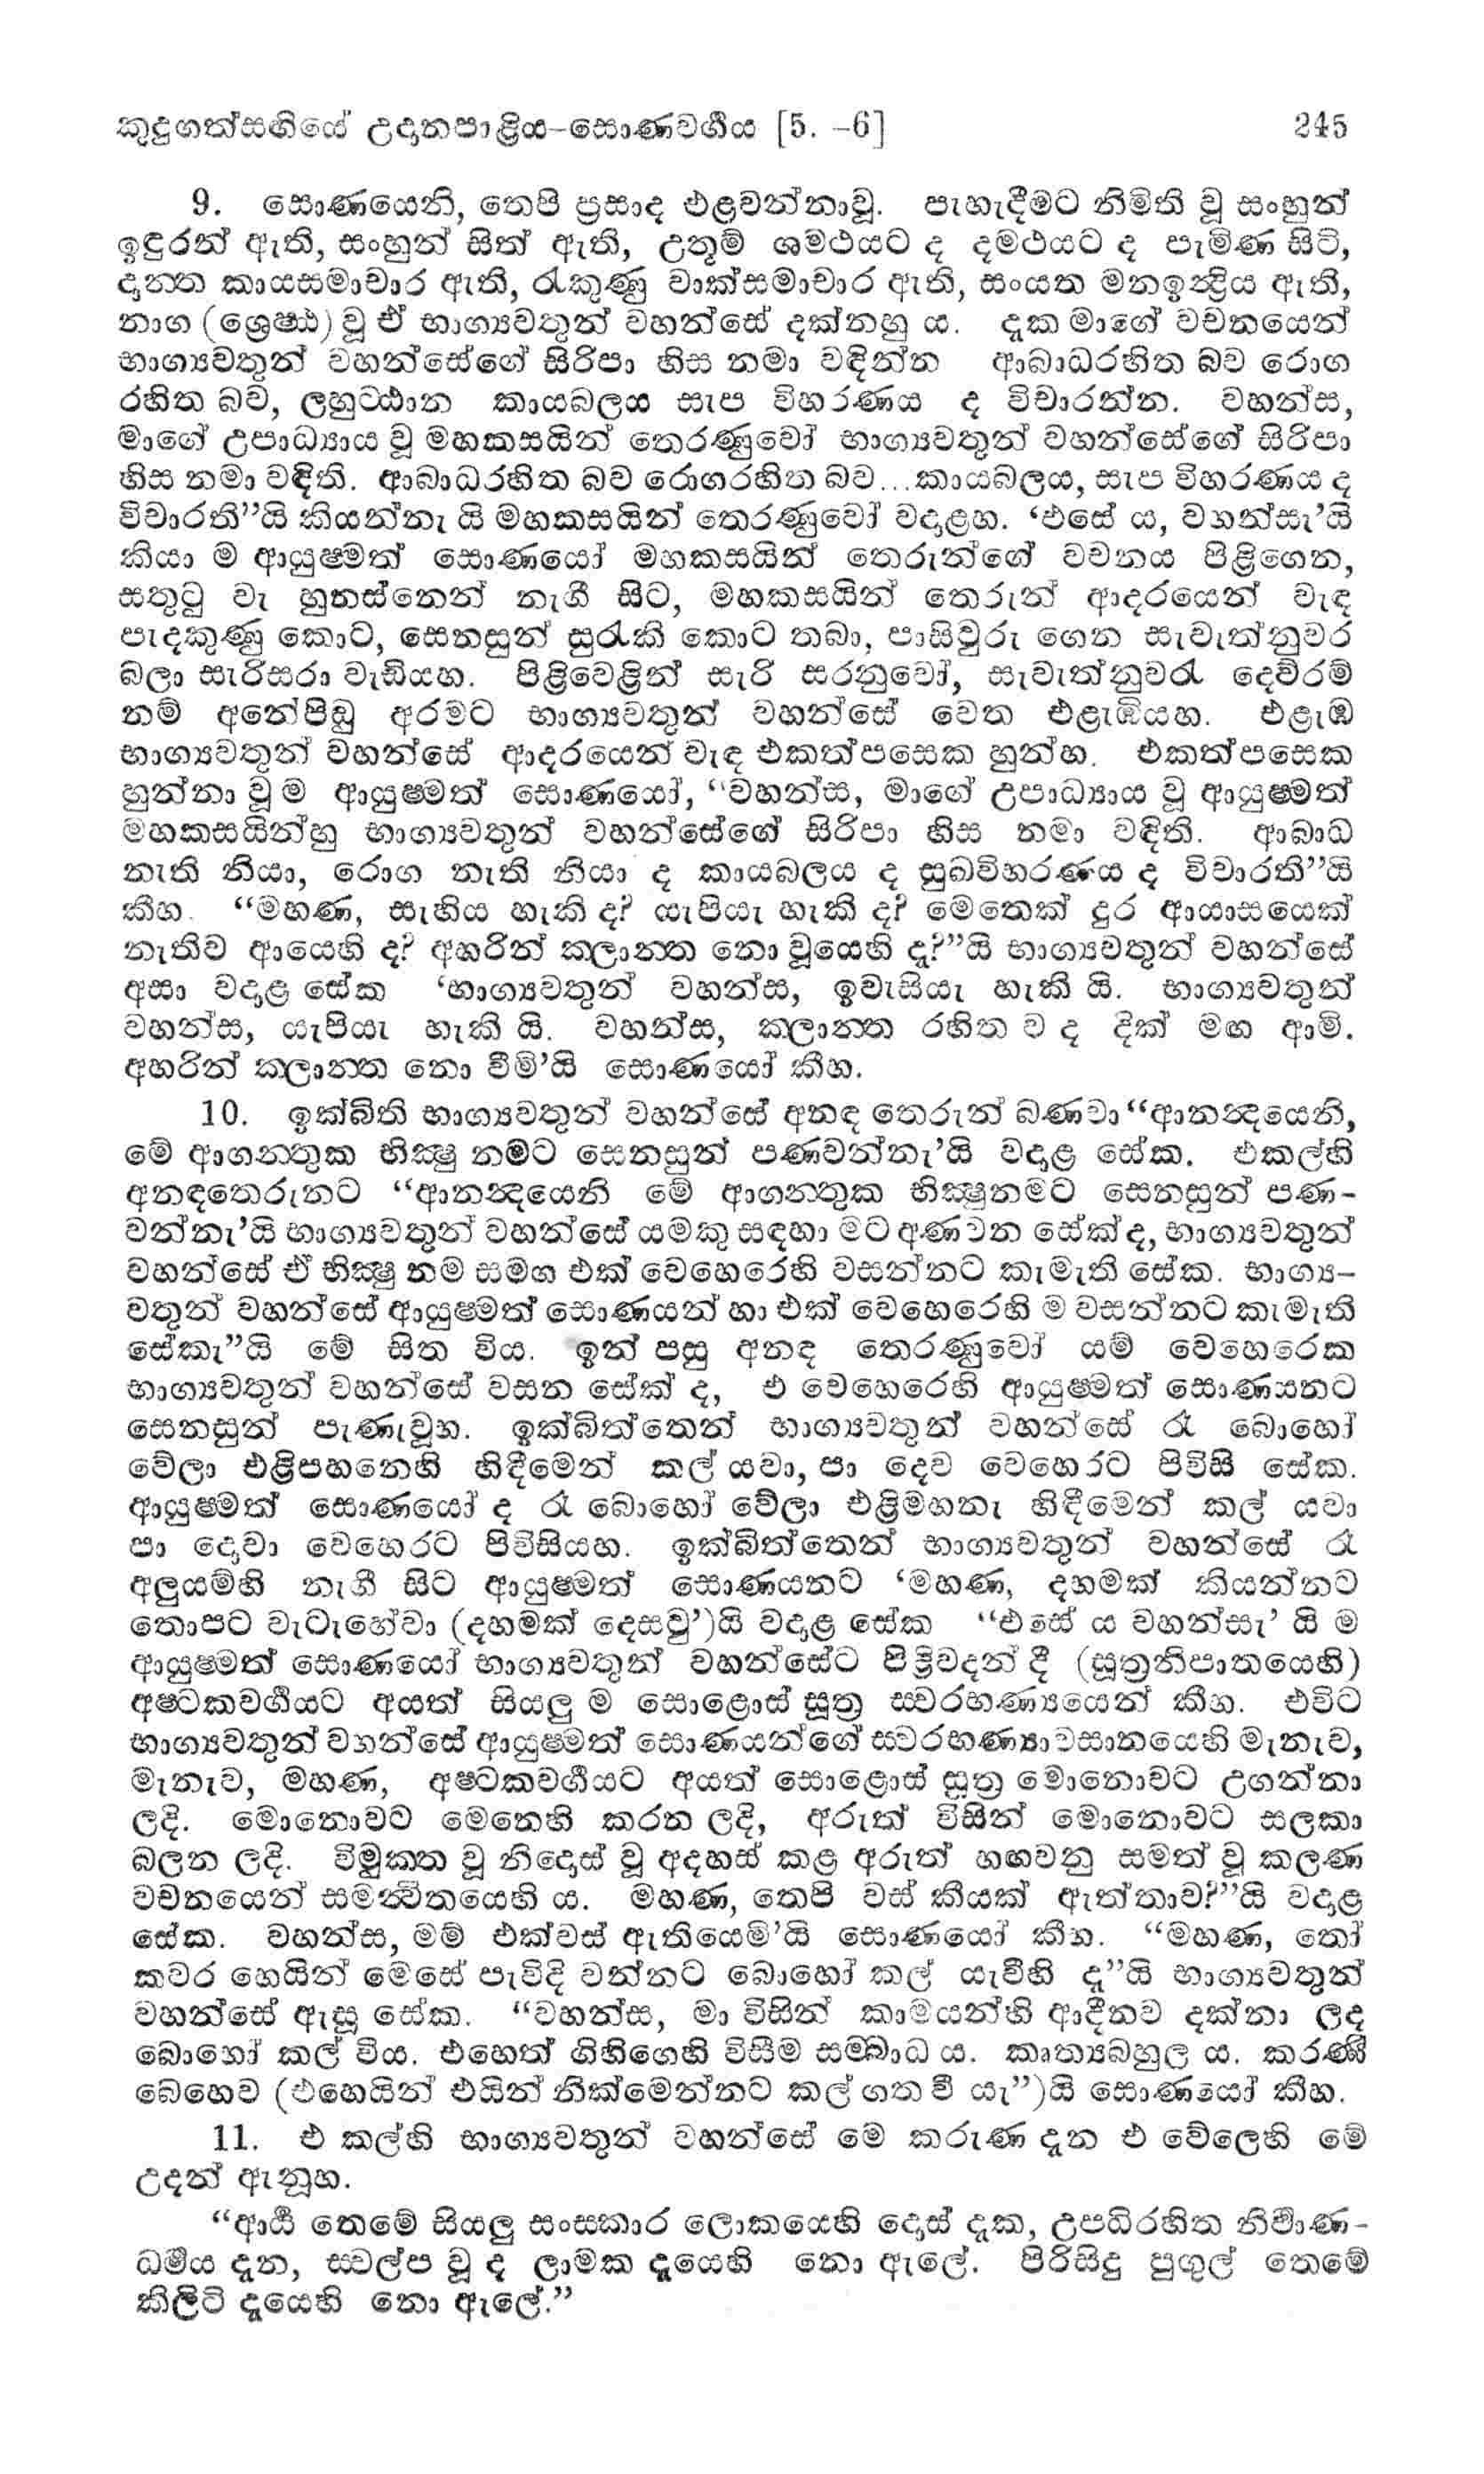 කුදුගත්සඟියේ උදානපාළිය-සොණවර්ගය [5. -6] 245
9. සොණයෙනි, තෙපි ප්‍රසාද එළවන්නාවූ. පැහැදීමට නිමිති වූ සංහුන්
ඉඳුරන් ඇති, සංහුන් සිත් ඇති, උතූම් ශමථයට ද දමථයට ද පැමිණ සිටි,
දාන්ත කායසමාචාර ඇති, රැකුණු වාක්සමාචාර ඇති, සංයත මනඉන්‍ද්‍රිය ඇති,
නාග (ශ්‍රෙෂ්ඨ) වූ ඒ භාග්‍යවතුන් වහන්සේ දක්නහු ය. දැක මාගේ වචනයෙන්
භාග්‍යවතුන් වහන්සේගේ සිරිපා හිස නමා වඳින්න ආබාධරහිත බව රොග
රහිත බව, ලහුට්ඨාන කායබලය සැප විහරණය ද විචාරන්න. වහන්ස,
මාගේ උපාධ්‍යාය වූ මහකසයින් තෙරණුවෝ භාග්‍යවතුන් වහන්සේගේ සිරිපා
හිස නමා වඳිති. ආබාධරහිත බව රොගරහිත බව...කායබලය, සැප විහරණය ද
විචාරති”යි කියන්නැ යි මහකසයින් තෙරණුවෝ වදාළහ. ‘එසේ ය, වහන්සැ’යි
කියා ම ආයුෂ්මත් සොණයෝ මහකසයින් තෙරුන්ගේ වචනය පිළිගෙන,
සතුටු වැ හුනස්නෙන් නැගී සිට, මහකසයින් තෙරුන් ආදරයෙන් වැඳ
පැදකුණු කොට, සෙනසුන් සුරැකි කොට තබා, පාසිවුරු ගෙන සැවැත්නුවර
බලා සැරිසරා වැඩියහ. පිළිවෙළින් සැරි සරනුවෝ, සැවැත්නුවරැ දෙව්රම්
නම් අනේපිඬු අරමට භාග්‍යවතුන් වහන්සේ වෙත එළැඹියහ. එළැඹ
භාග්‍යවතුන් වහන්සේ ආදරයෙන් වැඳ එකත්පසෙක හුන්හ. එකත්පසෙක
හුන්නා වූ ම ආයුෂ්මත් සොණයෝ, “වහන්ස, මාගේ උපාධ්‍යාය වූ ආයුෂ්මත්
මහකසයින්හු භාග්‍යවතුන් වහන්සේගේ සිරිපා හිස නමා වඳිති. ආබාධ
නැති නියා, රොග නැති නියා ද කායබලය ද සුඛවිහරණය ද විචාරති”යි
කීහ. “මහණ, සැහිය හැකි ද? යැපියැ හැකි ද? මෙතෙක් දුර ආයාසයෙක්
නැතිව ආයෙහි ද? අහරින් ක්ලාන්ත නො වූයෙහි දැ?”යි භාග්‍යවතුන් වහන්සේ
අසා වදාළ සේක ‘භාග්‍යවතුන් වහන්ස, ඉවැසියැ හැකි යි. භාග්‍යවතුන්
වහන්ස, යැපියැ හැකි යි. වහන්ස, ක්ලාන්ත රහිත ව ද දික් මඟ ආමි.
අහරින් ක්ලාන්ත නො වීමි’යි සොණයෝ කීහ.
10. ඉක්බිති භාග්‍යවතුන් වහන්සේ අනඳ තෙරුන් බණවා “ආනන්‍දයෙනි,
මේ ආගන්තුක භික්‍ෂු නමට සෙනසුන් පණවන්නැ’යි වදාළ සේක. එකල්හි
අනඳතෙරුනට “ආනන්‍දයෙනි මේ ආගන්තුක භික්‍ෂුනමට සෙනසුන් පණ-
වන්නැ’යි භාග්‍යවතුන් වහන්සේ යමකු සඳහා මට අණවන සේක් ද, භාග්‍යවතුන්
වහන්සේ ඒ භික්‍ෂු නම සමග එක් වෙහෙරෙහි වසන්නට කැමැති සේක. භාග්‍ය-
වතුන් වහන්සේ ආයුෂ්මත් සොණයන් හා එක් වෙහෙරෙහි ම වසන්නට කැමැති
සේකැ”යි මේ සිත විය. ඉන් පසු අනඳ තෙරණුවෝ යම් වෙහෙරෙක
භාග්‍යවතුන් වහන්සේ වසන සේක් ද, එ වෙහෙරෙහි ආයුෂ්මත් සොණයනට
සෙනසුන් පැණැවූහ. ඉක්බිත්තෙන් භාග්‍යවතුන් වහන්සේ රෑ බොහෝ
වේලා එළිපහනෙහි හිඳීමෙන් කල් යවා, පා දෙව වෙහෙරට පිවිසි සේක.
ආයුෂ්මත් සොණයෝ ද රෑ බොහෝ වේලා එළිමහනැ හිඳීමෙන් කල් යවා
පා දොවා වෙහෙරට පිවිසියහ. ඉක්බිත්තෙන් භාග්‍යවතුන් වහන්සේ රෑ
අලුයම්හි නැගී සිට ආයුෂ්මත් සොණයනට ‘මහණ, දහමක් කියන්නට
තොපට වැටැහේවා (දහමක් දෙසවු’)යි වදාළ සේක “එසේ ය වහන්සැ’ යි ම
ආයුෂ්මත් සොණයෝ භාග්‍යවතුන් වහන්සේට පිළිවදන් දී (සූත්‍රනිපාතයෙහි)
අෂ්ටකවර්ගයට අයත් සියලු ම සොළොස් සූත්‍ර ස්වරභණ්‍යයෙන් කීහ. එවිට
භාග්‍යවතුන් වහන්සේ ආයුෂ්මත් සොණයන්ගේ ස්වරභණ්‍යාවසානයෙහි මැනැව,
මැනැව, මහණ, අෂ්ටකවර්ගයට අයත් සොළොස් සූත්‍ර මොනොවට උගන්නා
ලදි. මොනොවට මෙනෙහි කරන ලදි, අරුත් විසින් මොනොවට සලකා
බලන ලදි. විමුක්ත වූ නිදොස් වූ අදහස් කළ අරුත් හඟවනු සමත් වූ කලණ
වචනයෙන් සමන්විතයෙහි ය. මහණ, තෙපි වස් කීයක් ඇත්තාව?”යි වදාළ
සේක. වහන්ස, මම් එක්වස් ඇතියෙමි’යි සොණයෝ කීහ. “මහණ, තෝ
කවර හෙයින් මෙසේ පැවිදි වන්නට බොහෝ කල් යැවීහි දැ”යි භාග්‍යවතුන්
වහන්සේ ඇසූ සේක. “වහන්ස, මා විසින් කාමයන්හි ආදීනව දක්නා ලද
බොහෝ කල් විය. එහෙත් ගිහිගෙහි විසීම සම්බාධ ය. කෘත්‍යබහුල ය. කරණී
බෙහෙව (එහෙයින් එයින් නික්මෙන්නට කල් ගත වී යැ”)යි සොණයෝ කීහ.
11. එ කල්හි භාග්‍යවතුන් වහන්සේ මෙ කරුණ දැන එ වේලෙහි මේ
උදන් ඇනූහ.
“ආර්ය තෙමේ සියලු සංස්කාර ලොකයෙහි දොස් දැක, උපධිරහිත නිර්වාණ-
ධර්මය දැන, ස්වල්ප වූ ද ලාමක දැයෙහි නො ඇලේ. පිරිසිදු පුගුල් තෙමේ
කිලිටි දැයෙහි නො ඇලේ.”